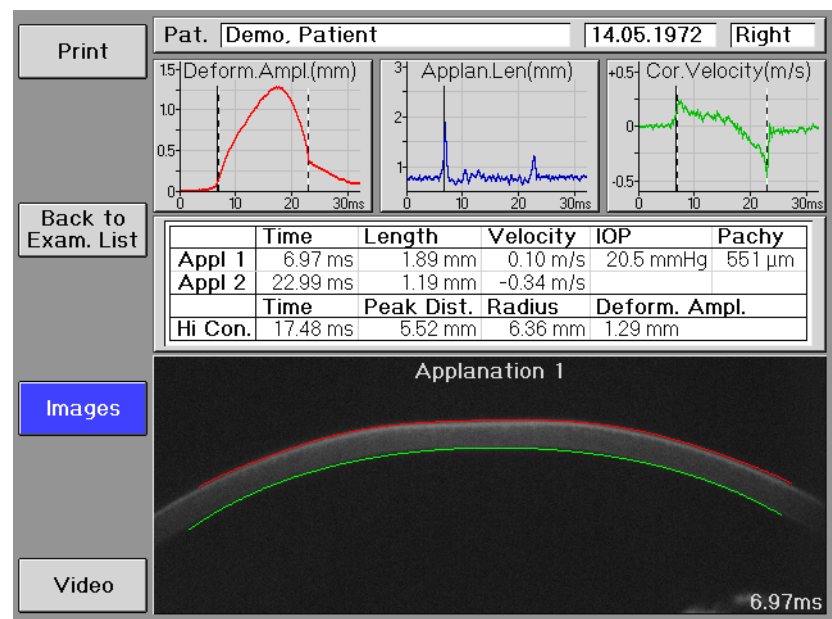 Print
Pat. Demo, Patient 14.05.1972 Right
Deform.Ampl.(mm)
1.5
1.0
0.5
0
0 10 20 30ms
Applan.Len(mm)
3
2
1
0 10 20 30ms
Cor.Velocity(m/s)
+0.5
0
-0.5
0 10 20 30ms
Back to
Exam. List
Time Length Velocity IOP Pachy
Appl 1 6.97 ms 1.89 mm 0.10 m/s 20.5 mmHg 551 µm
Appl 2 22.99 ms 1.19 mm -0.34 m/s
Time Peak Dist. Radius Deform. Ampl.
Hi Con. 17.48 ms 5.52 mm 6.36 mm 1.29 mm
Images
Applanation 1
Video
6.97ms